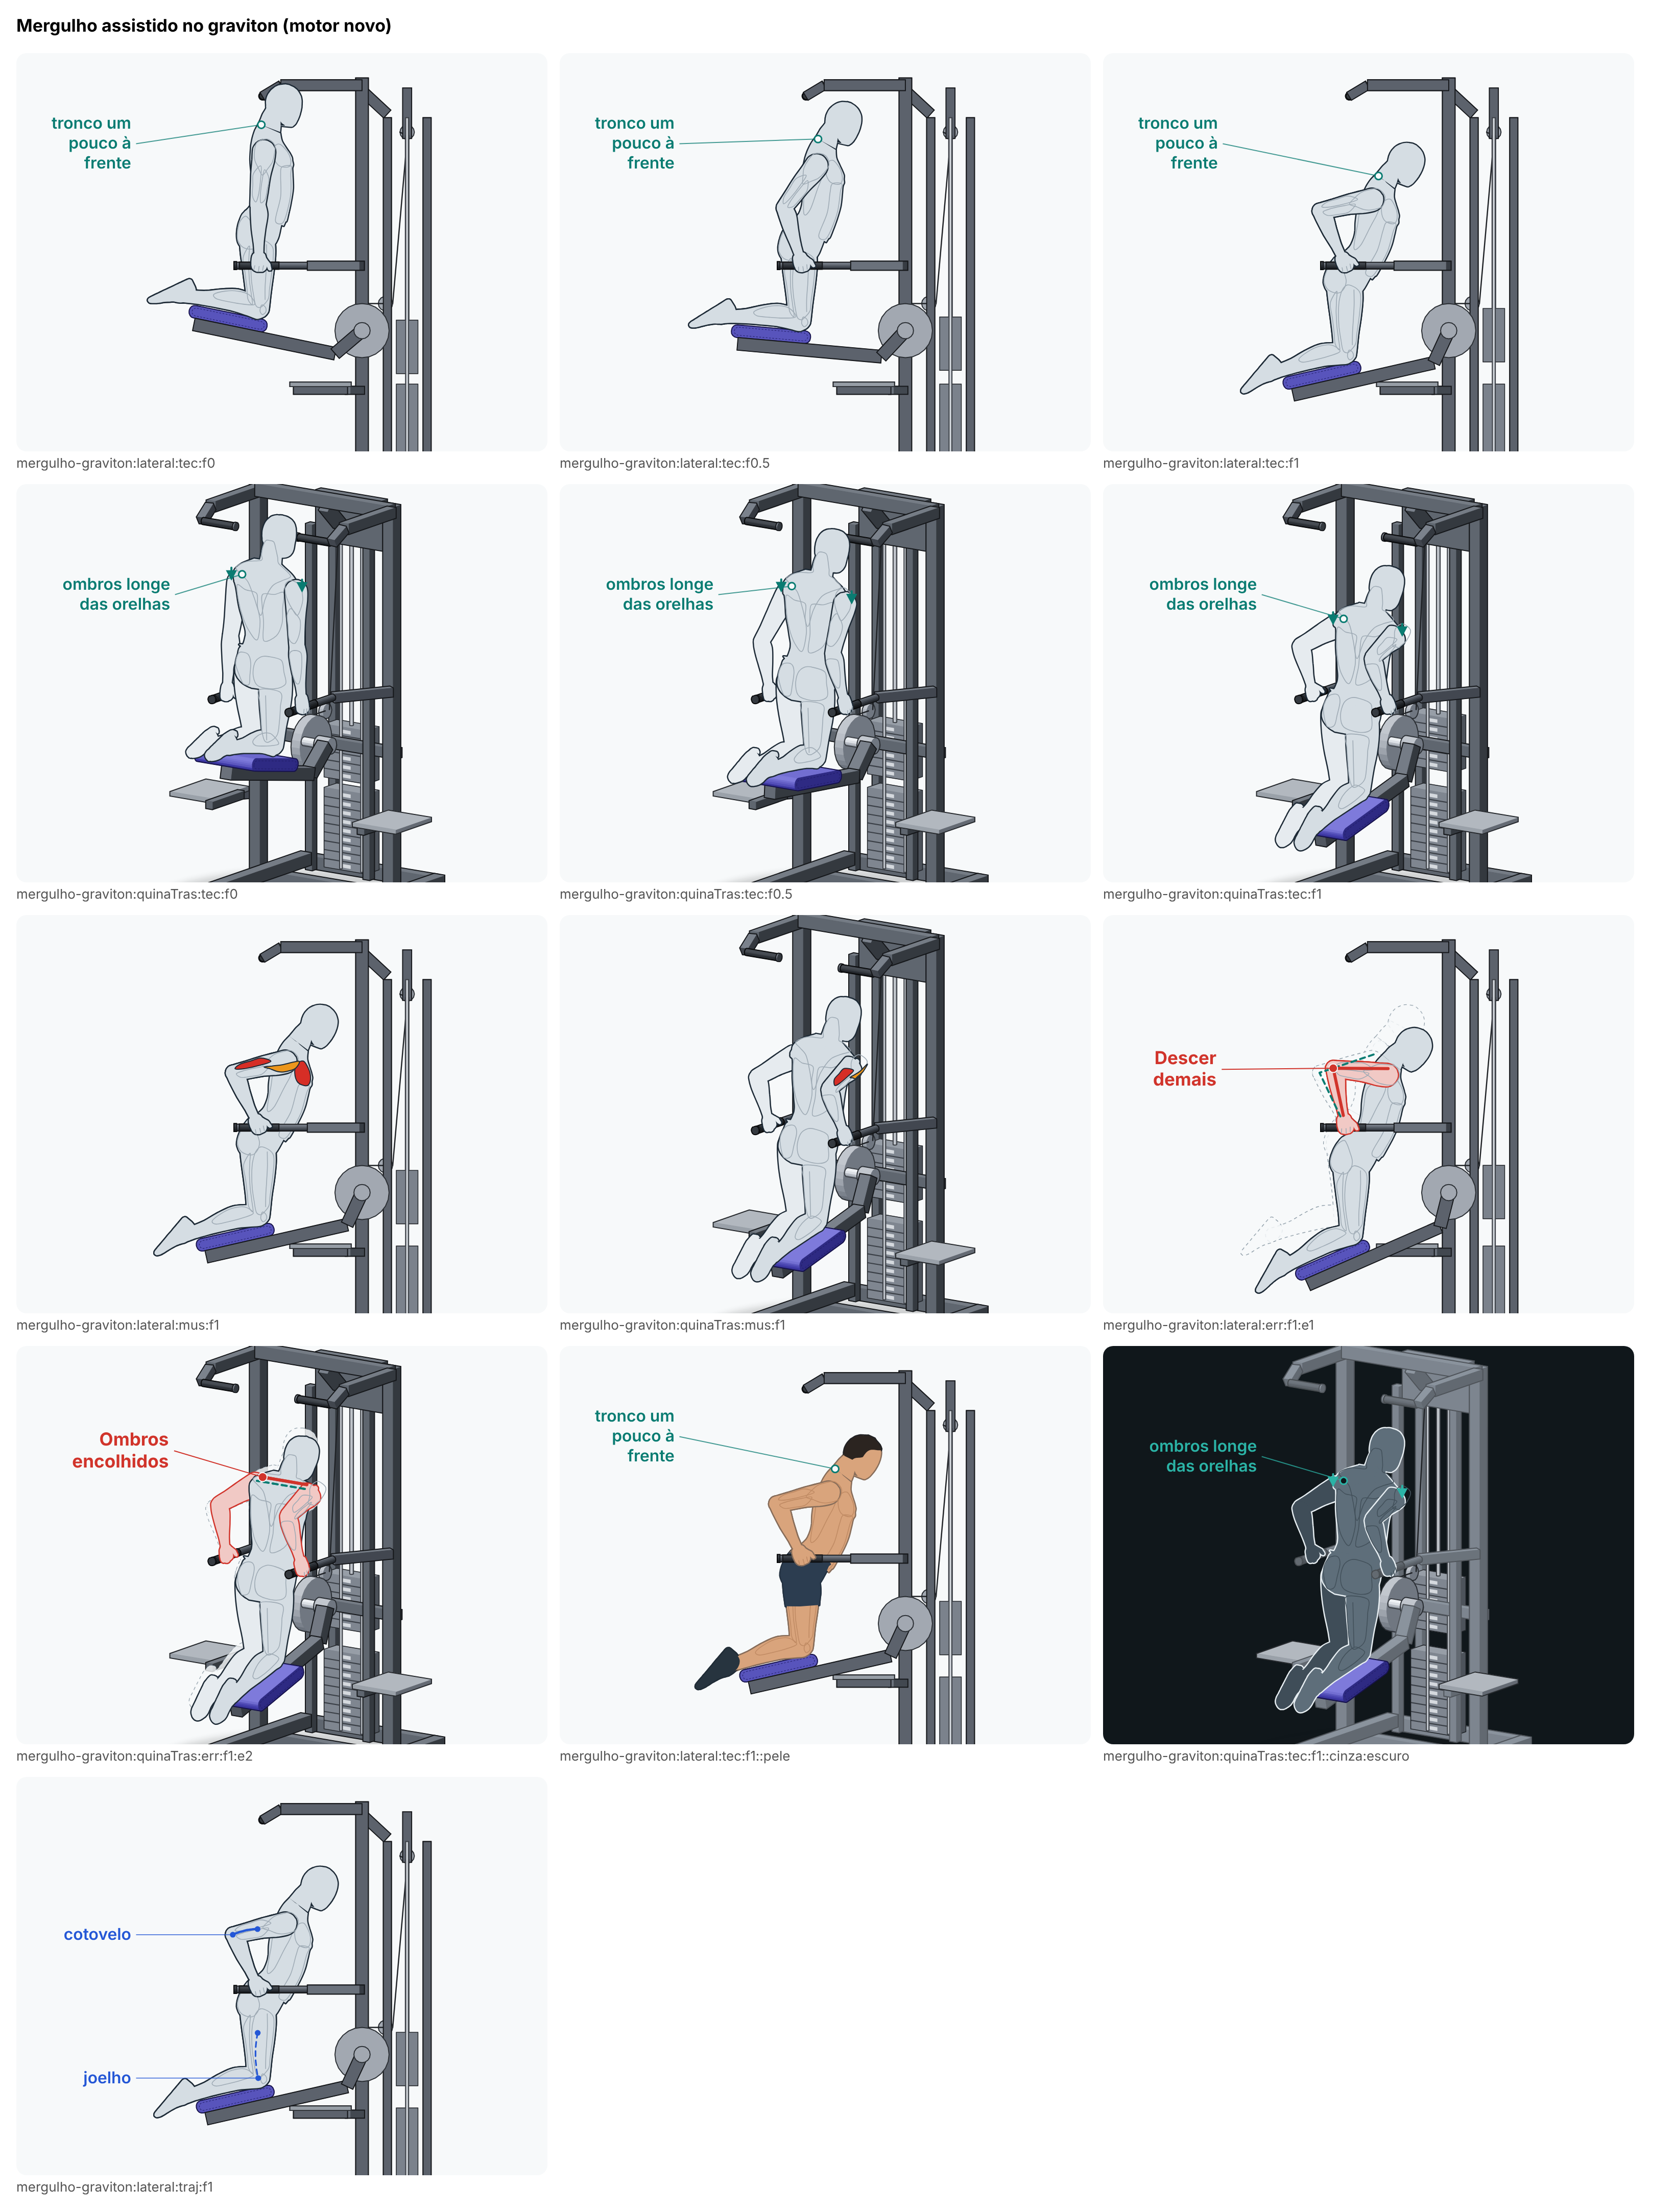 Mergulho assistido no graviton (motor novo)
tronco um
pouco à
frente
mergulho-graviton:lateral:tec:f0
tronco um
pouco à
frente
mergulho-graviton:lateral:tec:f0.5
tronco um
pouco à
frente
mergulho-graviton:lateral:tec:f1
ombros longe
das orelhas
mergulho-graviton:quinaTras:tec:f0
ombros longe
das orelhas
mergulho-graviton:quinaTras:tec:f0.5
ombros longe
das orelhas
mergulho-graviton:quinaTras:tec:f1
mergulho-graviton:lateral:mus:f1
mergulho-graviton:quinaTras:mus:f1
Descer
demais
mergulho-graviton:lateral:err:f1:e1
Ombros
encolhidos
mergulho-graviton:quinaTras:err:f1:e2
tronco um
pouco à
frente
mergulho-graviton:lateral:tec:f1::pele
ombros longe
das orelhas
mergulho-graviton:quinaTras:tec:f1::cinza:escuro
cotovelo
joelho
mergulho-graviton:lateral:traj:f1